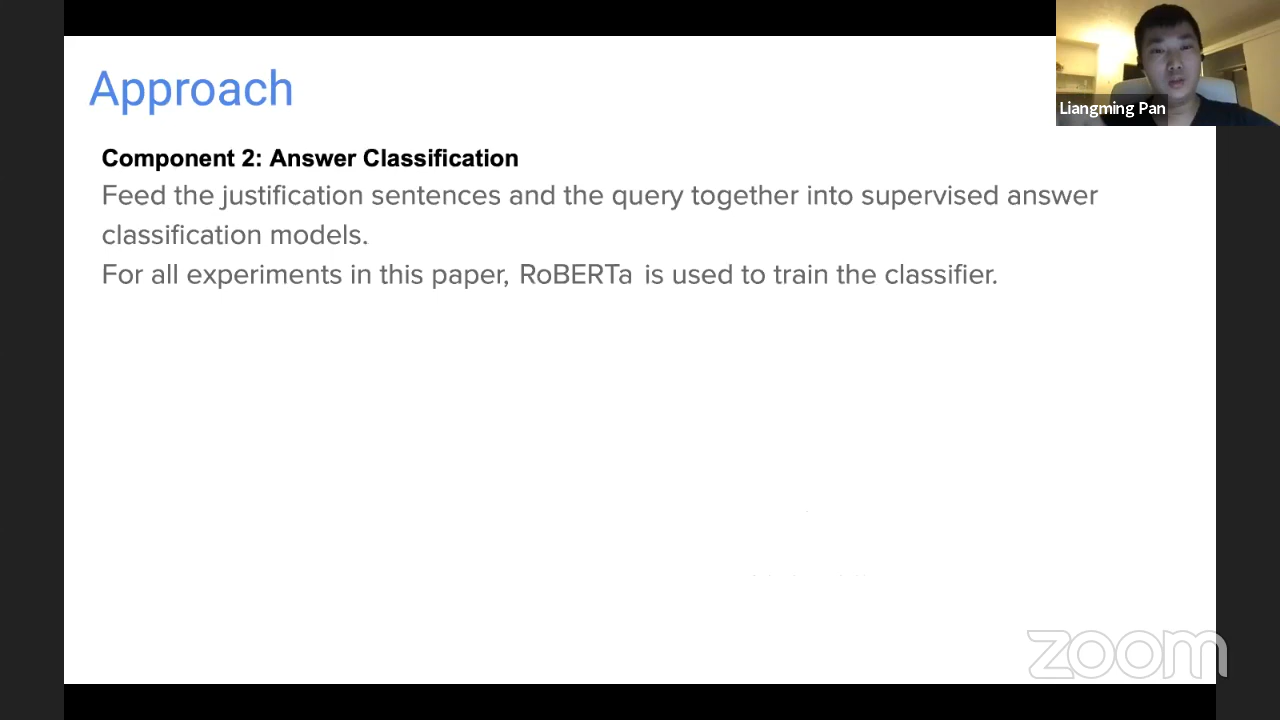 Approach
Liangming Pan
Component 2: Answer Classification
Feed the justification sentences and the query together into supervised answer
classification models.
For all experiments in this paper, RoBERTa is used to train the classifier.
zoom